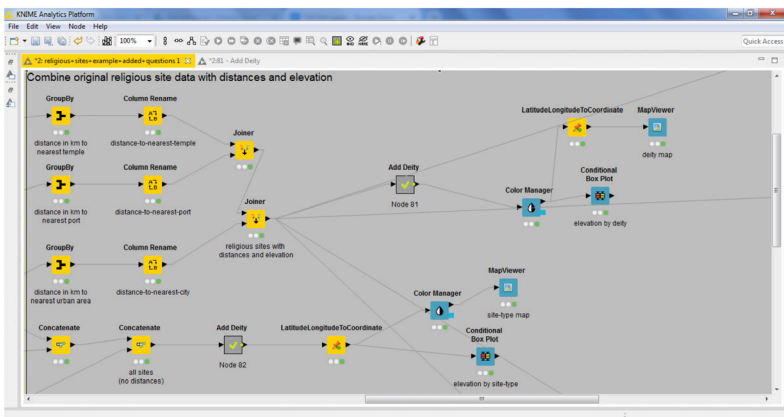 KNIME Analytics Platform
File Edit View Node Help
100%
Quick Access
*2: religious+sites+example+added+questions 1
*2:81 - Add Deity
Combine original religious site data with distances and elevation
GroupBy
Column Rename
distance in km to
nearest temple
distance-to-nearest-temple
Joiner
LatitudeLongitudeToCoordinate
MapViewer
deity map
GroupBy
Column Rename
distance in km to
nearest port
distance-to-nearest-port
Joiner
religious sites with
distances and elevation
Add Deity
Node 81
Color Manager
Conditional
Box Plot
elevation by deity
GroupBy
Column Rename
distance in km to
nearest urban area
distance-to-nearest-city
Color Manager
MapViewer
site-type map
Concatenate
Concatenate
all sites
(no distances)
Add Deity
Node 82
LatitudeLongitudeToCoordinate
Conditional
Box Plot
elevation by site-type